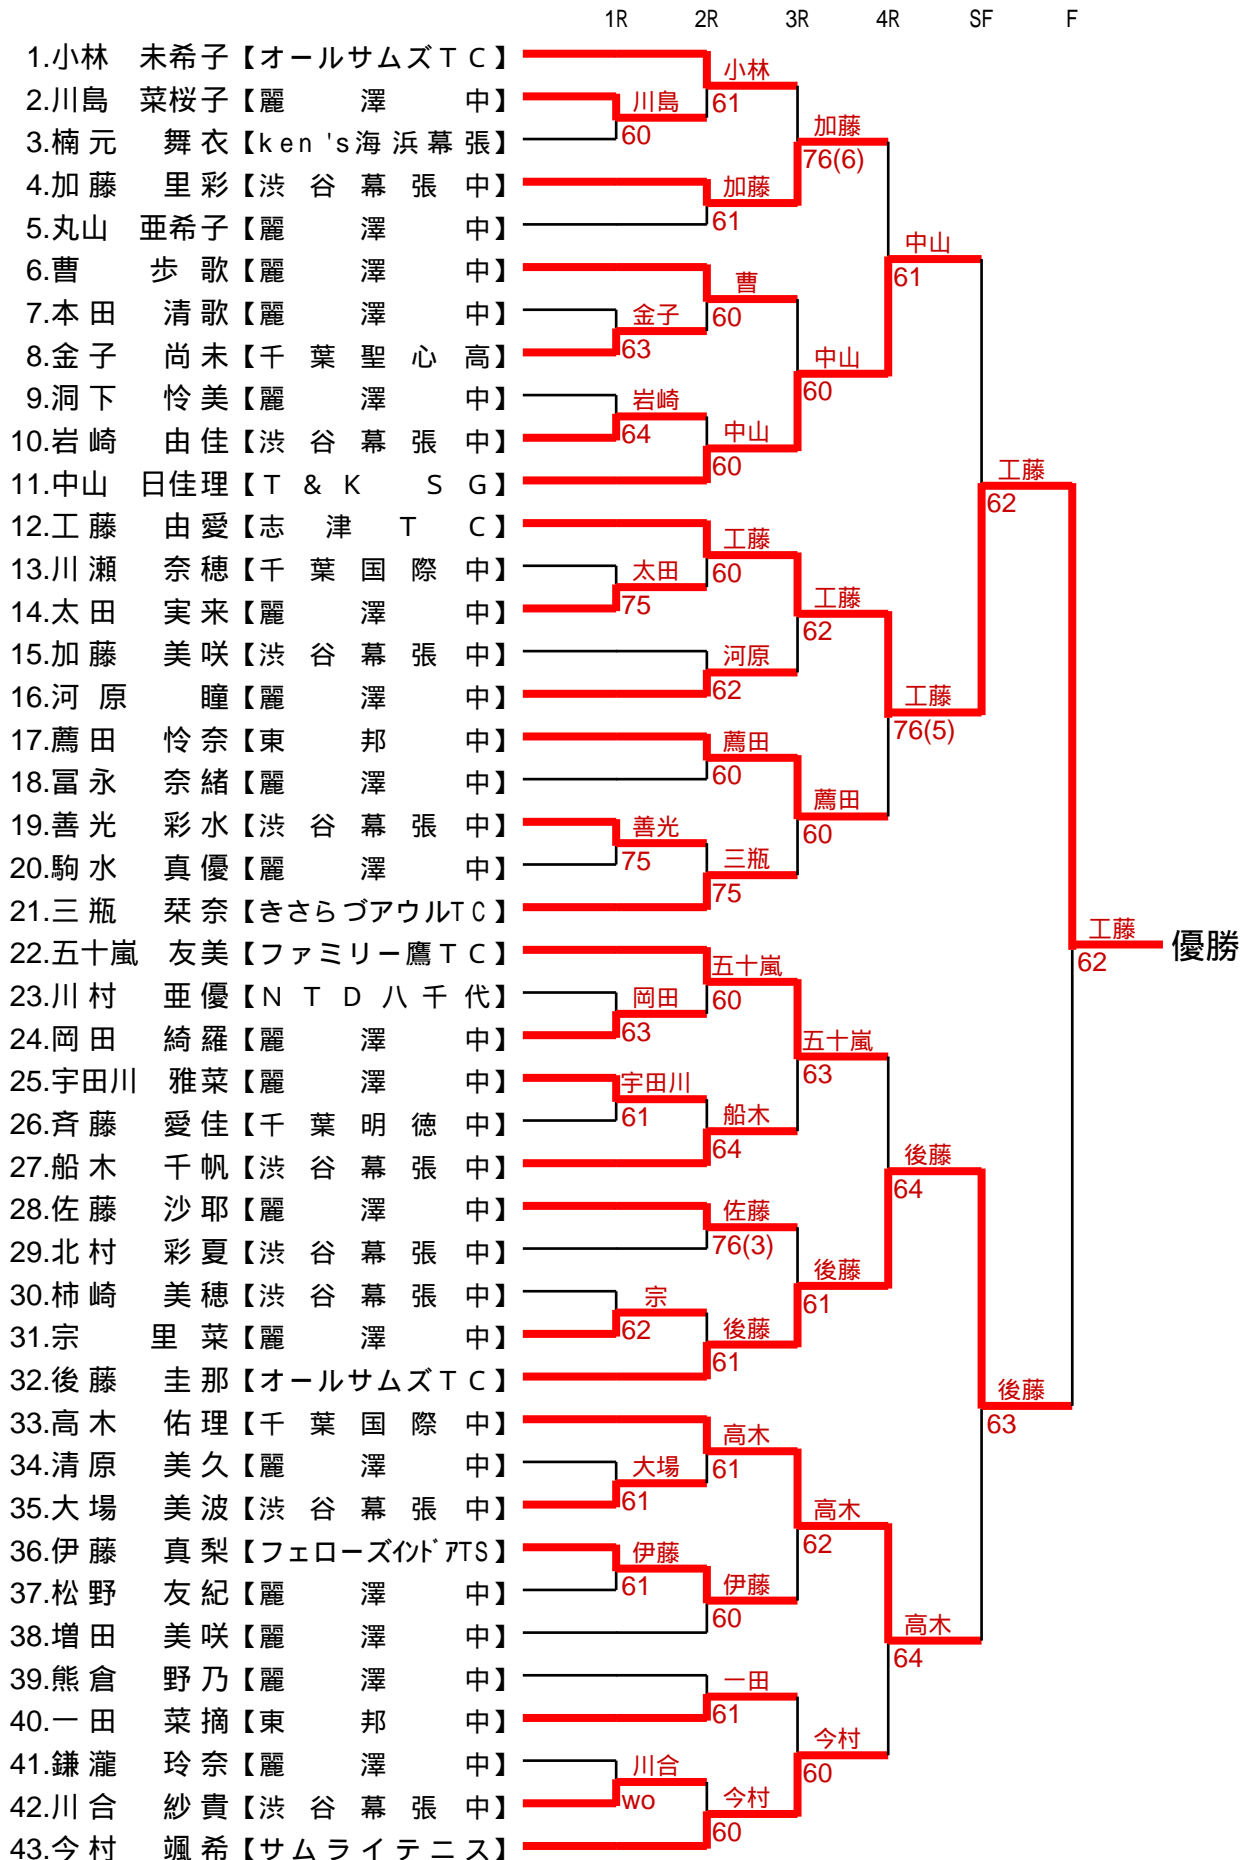 1R 2R 3R 4R SF F
1.小林 未希子【オールサムズTC】
2.川島 菜桜子【麗澤中】
3.楠元 舞衣【ken's海浜幕張】
4.加藤 里彩【渋谷幕張中】
5.丸山 亜希子【麗澤中】
6.曹 歩歌【麗澤中】
7.本田 清歌【麗澤中】
8.金子 尚未【千葉聖心高】
9.洞下 怜美【麗澤中】
10.岩崎 由佳【渋谷幕張中】
11.中山 日佳理【T&K SG】
12.工藤 由愛【志津TC】
13.川瀬 奈穂【千葉国際中】
14.太田 実来【麗澤中】
15.加藤 美咲【渋谷幕張中】
16.河原 瞳【麗澤中】
17.薦田 怜奈【東邦中】
18.冨永 奈緒【麗澤中】
19.善光 彩水【渋谷幕張中】
20.駒水 真優【麗澤中】
21.三瓶 栞奈【きさらづアウルTC】
22.五十嵐 友美【ファミリー鷹TC】
23.川村 亜優【NTD八千代】
24.岡田 綺羅【麗澤中】
25.宇田川 雅菜【麗澤中】
26.斉藤 愛佳【千葉明徳中】
27.船木 千帆【渋谷幕張中】
28.佐藤 沙耶【麗澤中】
29.北村 彩夏【渋谷幕張中】
30.柿崎 美穂【渋谷幕張中】
31.宗 里菜【麗澤中】
32.後藤 圭那【オールサムズTC】
33.高木 佑理【千葉国際中】
34.清原 美久【麗澤中】
35.大場 美波【渋谷幕張中】
36.伊藤 真梨【フェローズインドアTS】
37.松野 友紀【麗澤中】
38.増田 美咲【麗澤中】
39.熊倉 野乃【麗澤中】
40.一田 菜摘【東邦中】
41.鎌瀧 玲奈【麗澤中】
42.川合 紗貴【渋谷幕張中】
43.今村 颯希【サムライテニス】
川島
60
金子
63
岩崎
64
太田
75
善光
75
岡田
63
宇田川
61
宗
62
大場
61
伊藤
61
川合
wo
小林
61
加藤
61
曹
60
中山
60
工藤
60
河原
62
薦田
60
三瓶
75
五十嵐
60
船木
64
佐藤
76(3)
後藤
61
高木
61
伊藤
60
一田
61
今村
60
加藤
76(6)
中山
60
工藤
62
薦田
60
五十嵐
63
後藤
61
高木
62
今村
60
中山
61
工藤
76(5)
後藤
64
高木
64
工藤
62
後藤
63
工藤
62
優勝